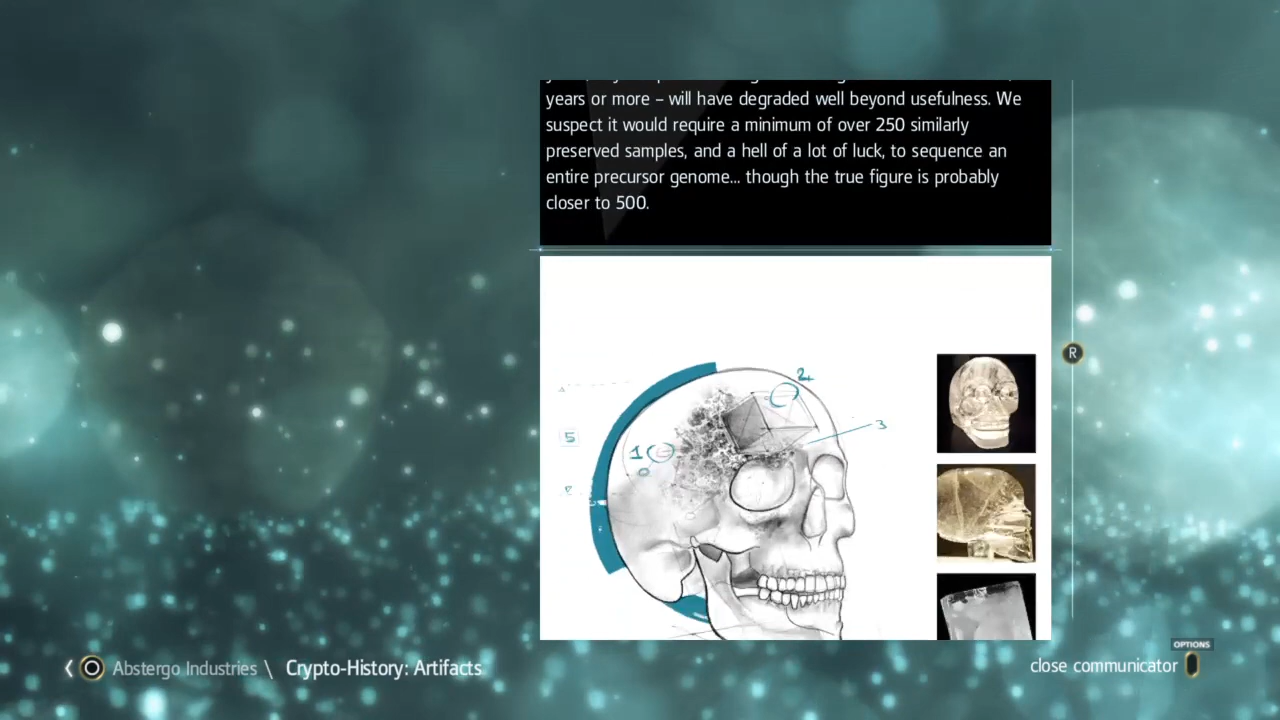 years or more – will have degraded well beyond usefulness. We
suspect it would require a minimum of over 250 similarly
preserved samples, and a hell of a lot of luck, to sequence an
entire precursor genome... though the true figure is probably
closer to 500.
2
3
1
5
R
OPTIONS
Abstergo Industries \ Crypto-History: Artifacts
close communicator